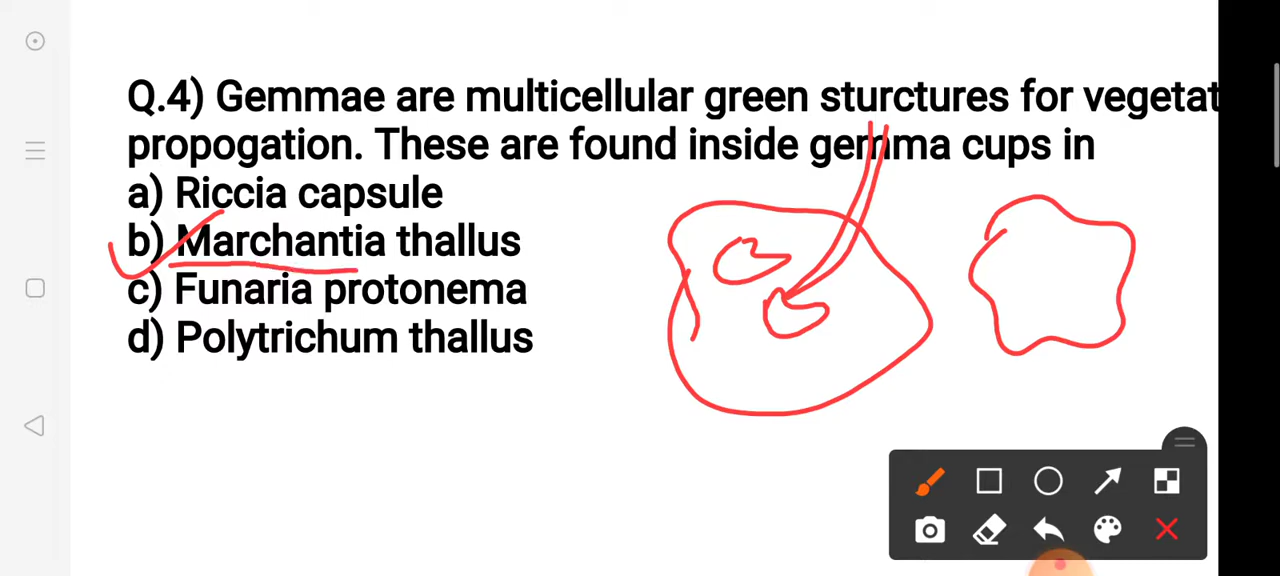 Q.4) Gemmae are multicellular green sturctures for vegetat
propogation. These are found inside gemma cups in
a) Riccia capsule
b) Marchantia thallus
c) Funaria protonema
d) Polytrichum thallus